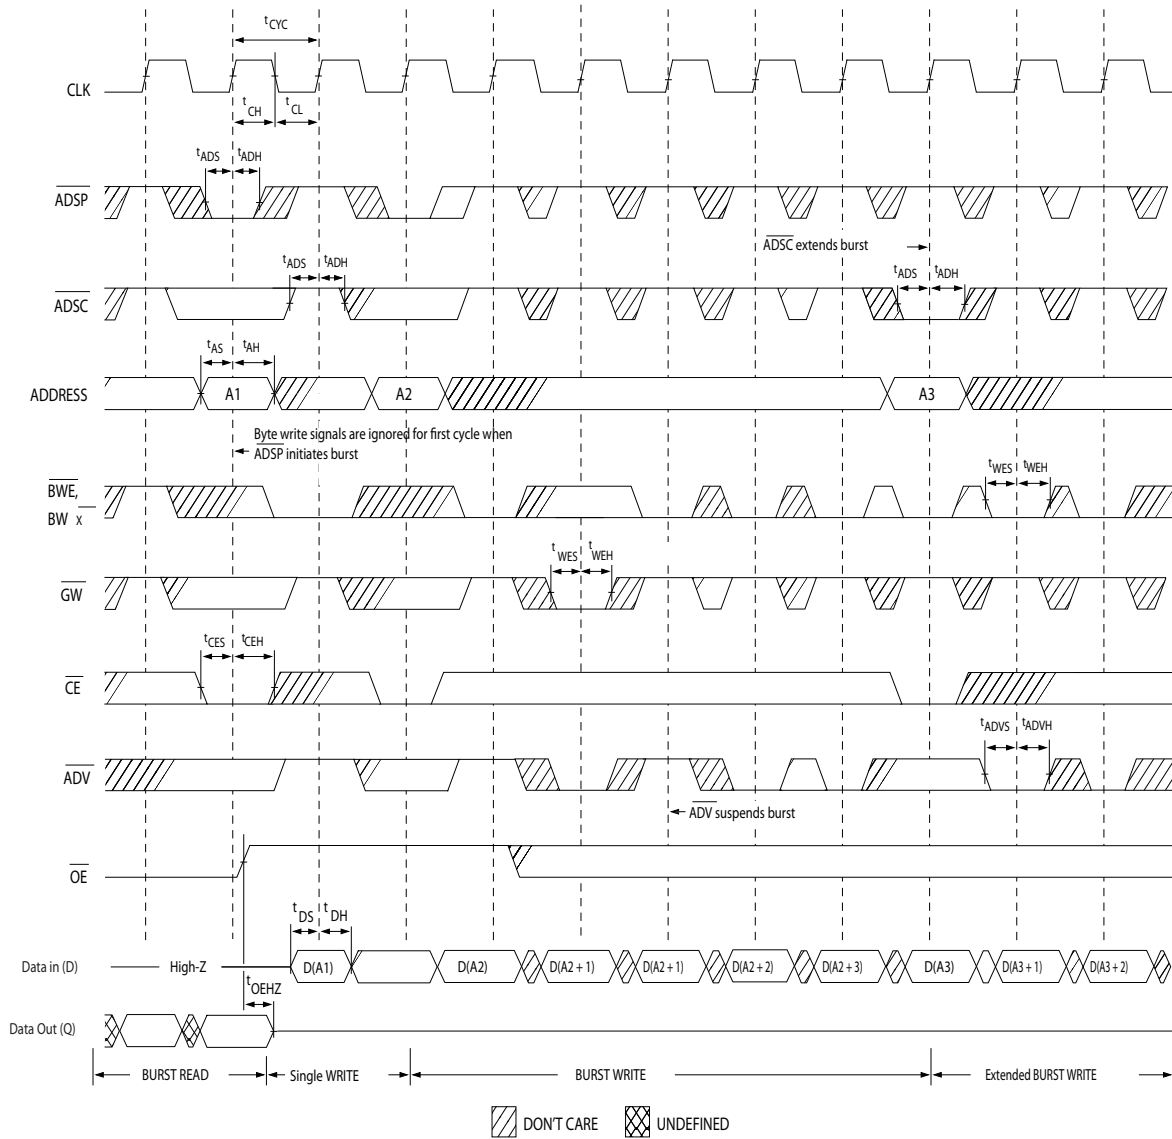 tCYC
CLK
tCH
tCL
tADS
tADH
ADSP
ADSC extends burst
tADS
tADH
tADS
tADH
ADSC
tAS
tAH
ADDRESS
A1
A2
A3
Byte write signals are ignored for first cycle when
ADSP initiates burst
BWE,
BW X
tWES
tWEH
tWES
tWEH
GW
tCES
tCEH
CE
tADVS
tADVH
ADV
ADV suspends burst
OE
tDS
tDH
Data in (D)
High-Z
D(A1)
D(A2)
D(A2 + 1)
D(A2 + 1)
D(A2 + 2)
D(A2 + 3)
D(A3)
D(A3 + 1)
D(A3 + 2)
tOEHZ
Data Out (Q)
BURST READ
Single WRITE
BURST WRITE
Extended BURST WRITE
DON'T CARE
UNDEFINED